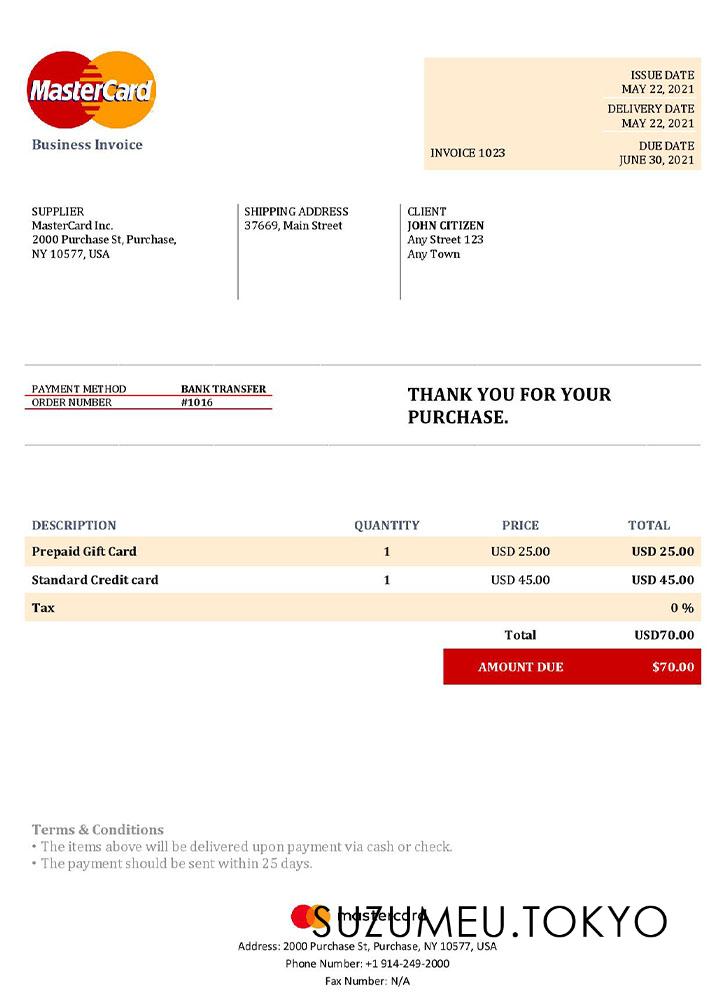 MasterCard
Business Invoice
ISSUE DATE
MAY 22, 2021
DELIVERY DATE
MAY 22, 2021
INVOICE 1023
DUE DATE
JUNE 30, 2021
SUPPLIER
MasterCard Inc.
2000 Purchase St, Purchase,
NY 10577, USA
SHIPPING ADDRESS
37669, Main Street
CLIENT
JOHN CITIZEN
Any Street 123
Any Town
PAYMENT METHOD BANK TRANSFER
ORDER NUMBER #1016
THANK YOU FOR YOUR
PURCHASE.
DESCRIPTION QUANTITY PRICE TOTAL
Prepaid Gift Card 1 USD 25.00 USD 25.00
Standard Credit card 1 USD 45.00 USD 45.00
Tax 0 %
Total USD70.00
AMOUNT DUE $70.00
Terms & Conditions
• The items above will be delivered upon payment via cash or check.
• The payment should be sent within 25 days.
mastercard
SUZUMEU.TOKYO
Address: 2000 Purchase St, Purchase, NY 10577, USA
Phone Number: +1 914-249-2000
Fax Number: N/A